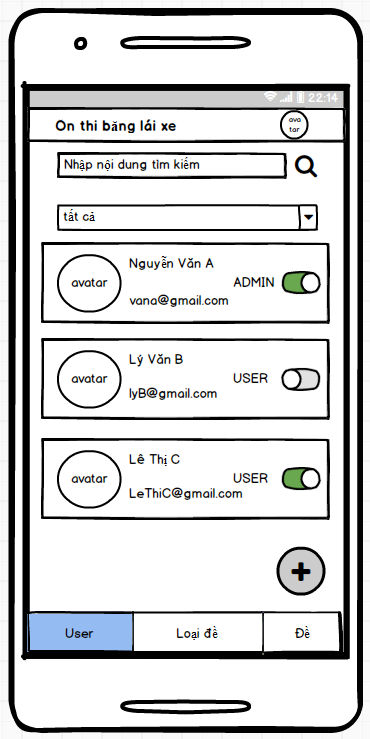 22:14
On thi băng lái xe
ava
tar
Nhập nội dung tìm kiếm
tất cả
Nguyễn Văn A
avatar
ADMIN
vana@gmail.com
Lý Văn B
avatar
USER
lyB@gmail.com
Lê Thị C
avatar
USER
LeThiC@gmail.com
User
Loại đề
Đề